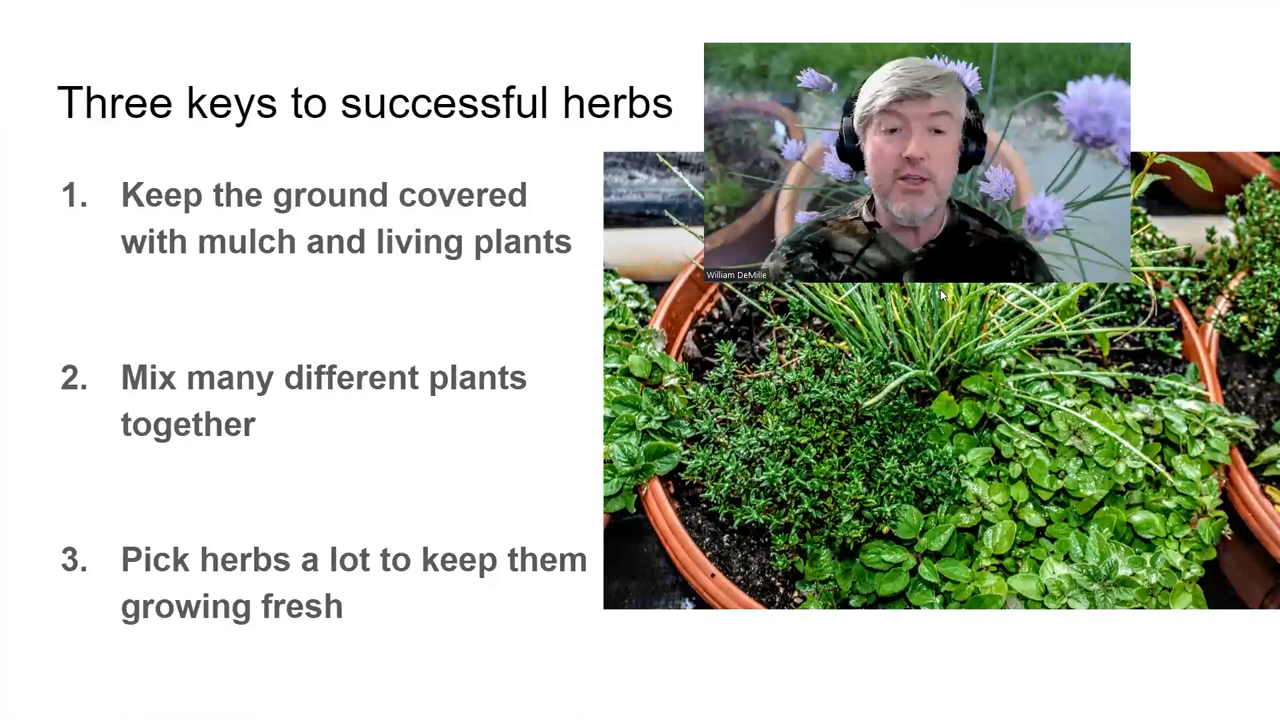 Three keys to successful herbs
1. Keep the ground covered
with mulch and living plants
2. Mix many different plants
together
3. Pick herbs a lot to keep them
growing fresh
William DeMille